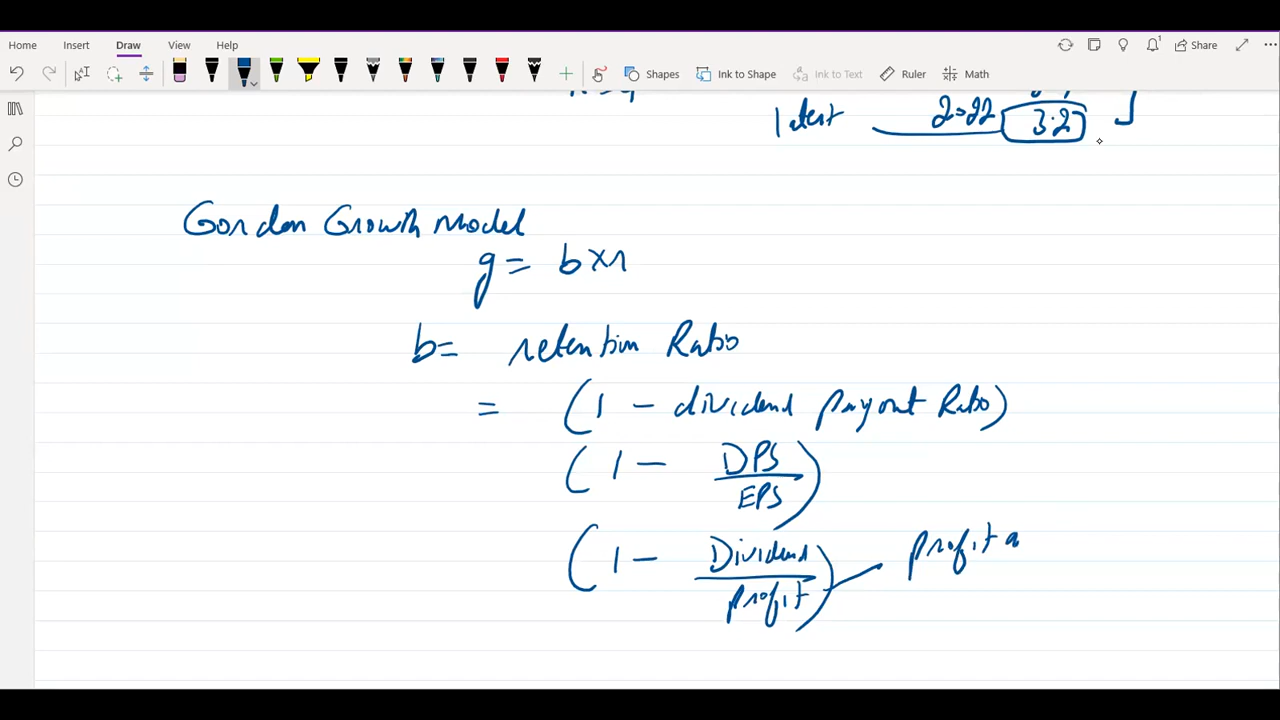 Home Insert Draw View Help Share
Shapes Ink to Shape Ink to Text Ruler Math
latest 2022 3.2
Gordon Growth Model
g = b×r
b= retention Ratio
= (1 - dividend payout Ratio)
(1 - DPS
EPS)
(1 - Dividend
profit) profit a